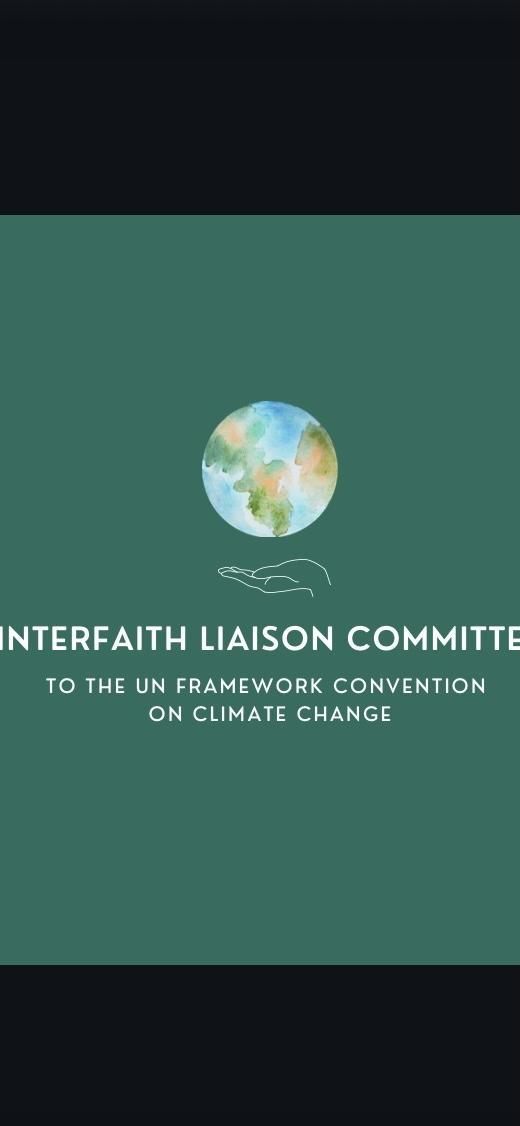 INTERFAITH LIAISON COMMITTE
TO THE UN FRAMEWORK CONVENTION
ON CLIMATE CHANGE